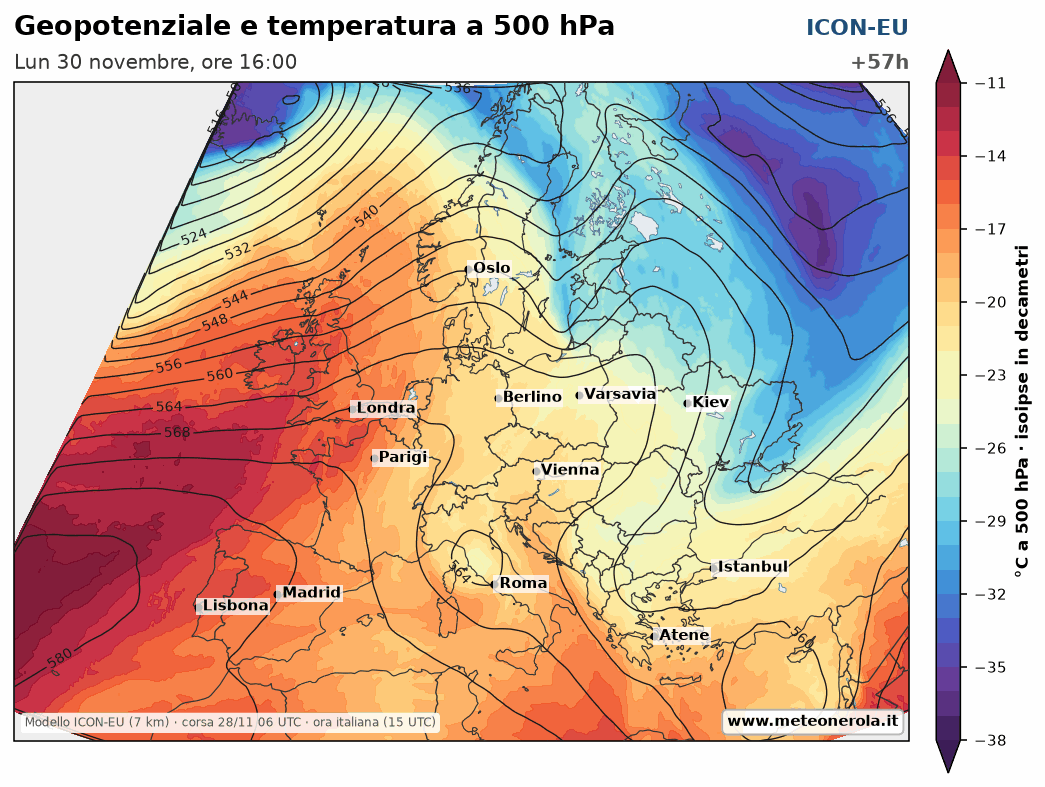 Geopotenziale e temperatura a 500 hPa
ICON-EU
Lun 30 novembre, ore 16:00
+57h
536
536
516
524
532
540
544
548
556
560
564
568
580
564
560
Oslo
Berlino
Varsavia
Kiev
Londra
Parigi
Vienna
Istanbul
Roma
Madrid
Lisbona
Atene
−11
−14
−17
−20
−23
−26
−29
−32
−35
−38
°C a 500 hPa · isoipse in decametri
Modello ICON-EU (7 km) · corsa 28/11 06 UTC · ora italiana (15 UTC)
www.meteonerola.it